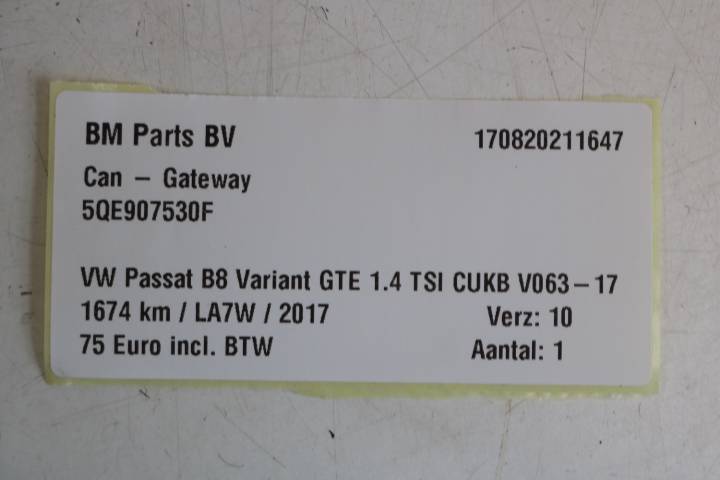 BM Parts BV 170820211647
Can - Gateway
5QE907530F
VW Passat B8 Variant GTE 1.4 TSI CUKB V063-17
1674 km / LA7W / 2017 Verz: 10
75 Euro incl. BTW Aantal: 1